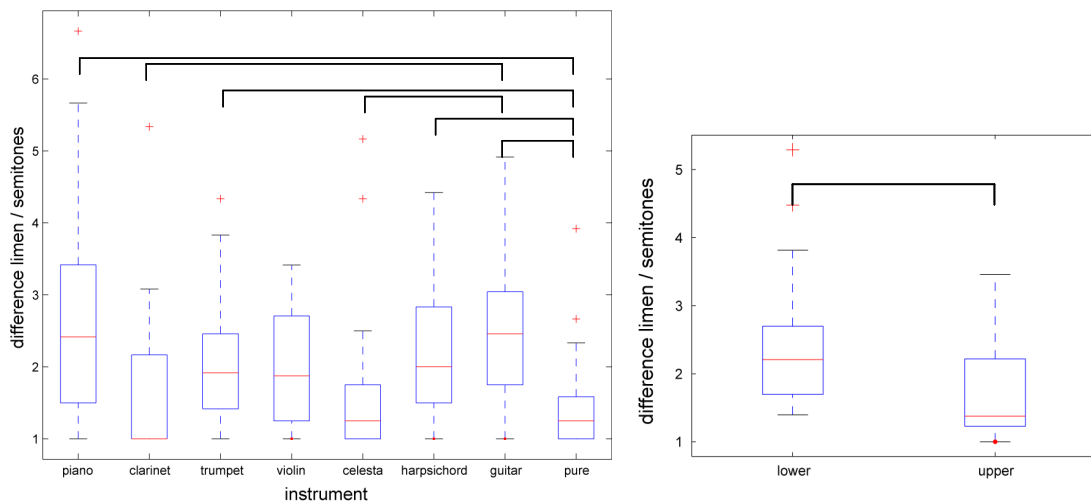 difference limen / semitones
6
5
4
3
2
1
piano clarinet trumpet violin celesta harpsichord guitar pure
instrument
difference limen / semitones
5
4
3
2
1
lower upper